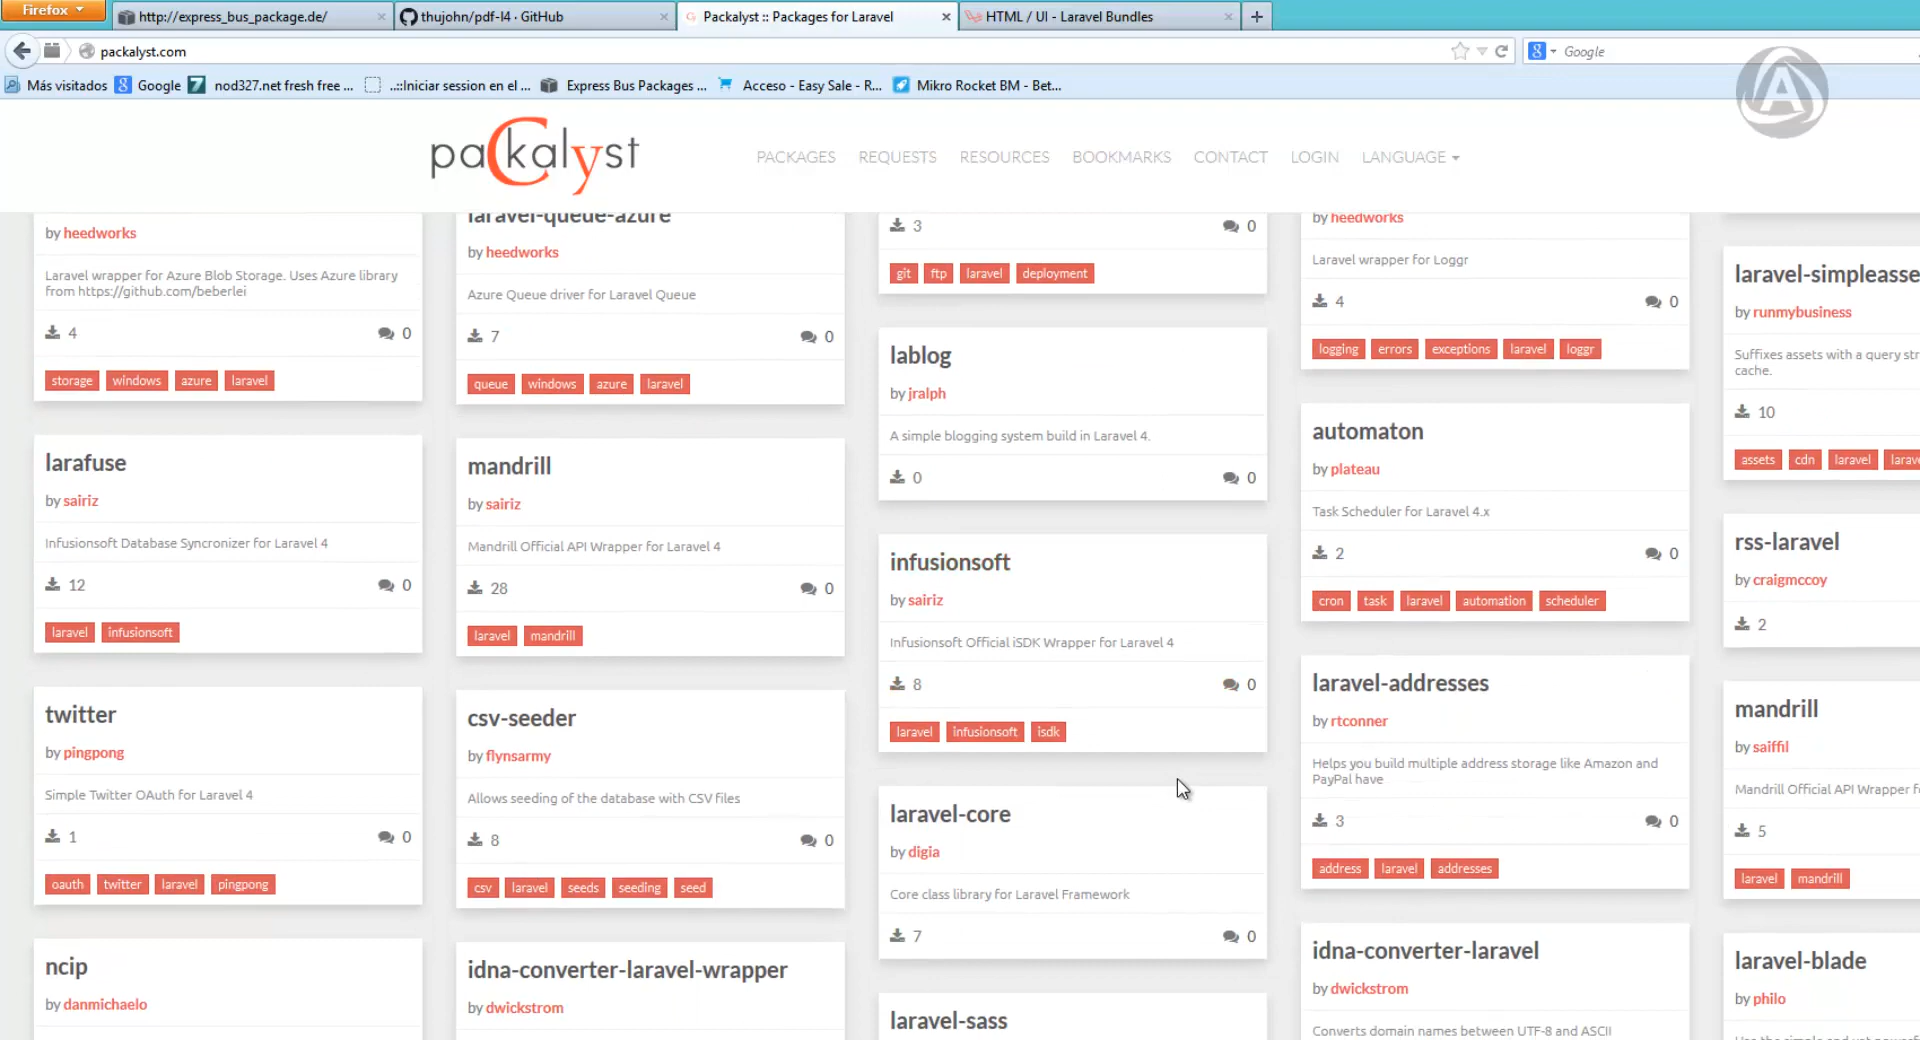 Firefox
http://express_bus_package.de/
thujohn/pdf-l4 · GitHub
Packalyst :: Packages for Laravel
HTML / UI - Laravel Bundles
packalyst.com
Google
Más visitados
Google
nod327.net fresh free ...
..::Iniciar session en el ...
Express Bus Packages ...
Acceso - Easy Sale - R...
Mikro Rocket BM - Bet...
packalyst
PACKAGES
REQUESTS
RESOURCES
BOOKMARKS
CONTACT
LOGIN
LANGUAGE
by heedworks
Laravel wrapper for Azure Blob Storage. Uses Azure library
from https://github.com/beberlei
4
0
storage windows azure laravel
larafuse
by sairiz
Infusionsoft Database Syncronizer for Laravel 4
12
0
laravel infusionsoft
twitter
by pingpong
Simple Twitter OAuth for Laravel 4
1
0
oauth twitter laravel pingpong
ncip
by danmichaelo
laravel-queue-azure
by heedworks
Azure Queue driver for Laravel Queue
7
0
queue windows azure laravel
mandrill
by sairiz
Mandrill Official API Wrapper for Laravel 4
28
0
laravel mandrill
csv-seeder
by flynsarmy
Allows seeding of the database with CSV files
8
0
csv laravel seeds seeding seed
idna-converter-laravel-wrapper
by dwickstrom
3
0
git ftp laravel deployment
lablog
by jralph
A simple blogging system build in Laravel 4.
0
0
infusionsoft
by sairiz
Infusionsoft Official iSDK Wrapper for Laravel 4
8
0
laravel infusionsoft isdk
laravel-core
by digia
Core class library for Laravel Framework
7
0
laravel-sass
by heedworks
Laravel wrapper for Loggr
4
0
logging errors exceptions laravel loggr
automaton
by plateau
Task Scheduler for Laravel 4.x
2
0
cron task laravel automation scheduler
laravel-addresses
by rtconner
Helps you build multiple address storage like Amazon and
PayPal have
3
0
address laravel addresses
idna-converter-laravel
by dwickstrom
Converts domain names between UTF-8 and ASCII
laravel-simpleasse
by runmybusiness
Suffixes assets with a query str
cache.
10
assets cdn laravel larav
rss-laravel
by craigmccoy
2
mandrill
by saiffil
Mandrill Official API Wrapper f
5
laravel mandrill
laravel-blade
by philo